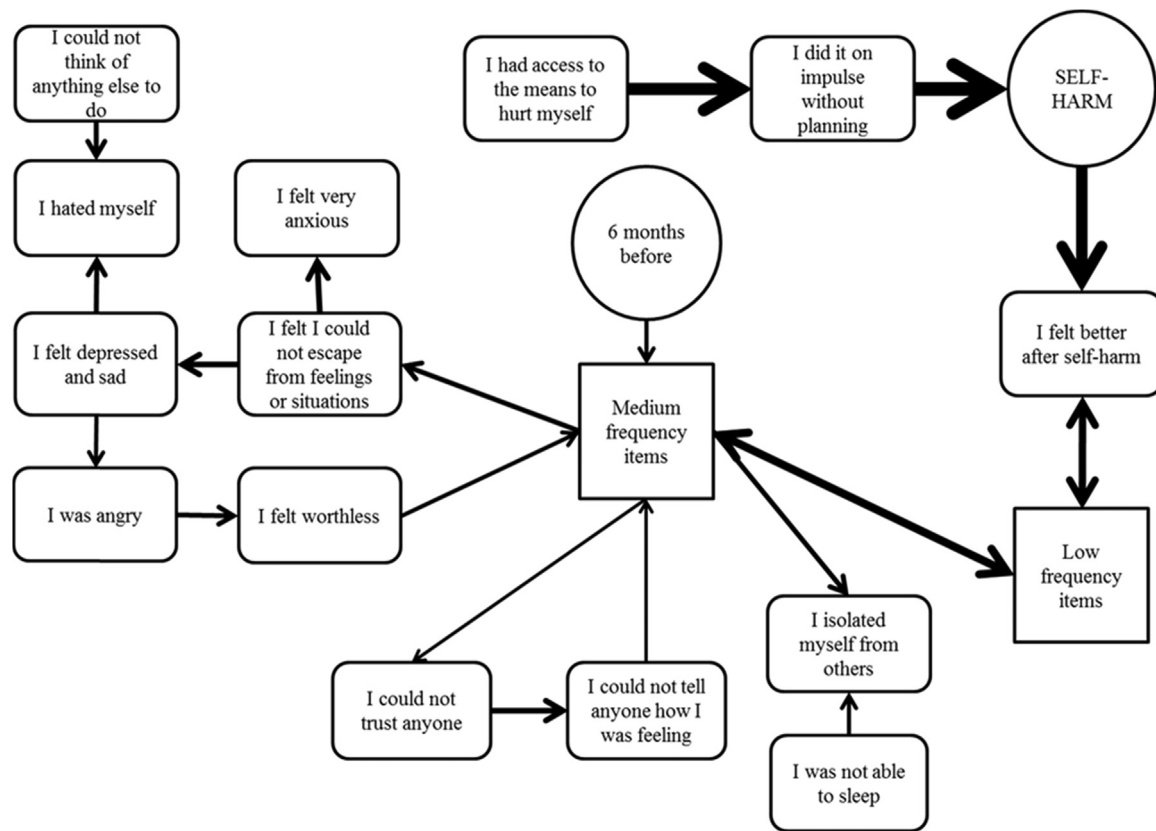 I could not
think of
anything else to
do
I had access to
the means to
hurt myself
I did it on
impulse
without
planning
SELF-
HARM
I hated myself
I felt very
anxious
6 months
before
I felt depressed
and sad
I felt I could
not escape
from feelings
or situations
Medium
frequency
items
I felt better
after self-harm
I was angry
I felt worthless
Low
frequency
items
I could not
trust anyone
I could not tell
anyone how I
was feeling
I isolated
myself from
others
I was not able
to sleep